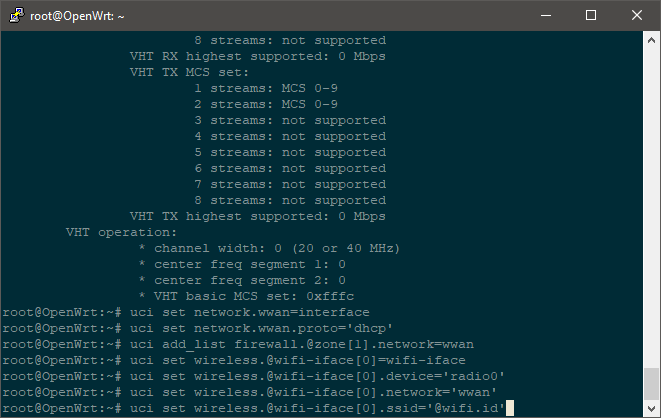 root@OpenWrt: ~
8 streams: not supported
VHT RX highest supported: 0 Mbps
VHT TX MCS set:
1 streams: MCS 0-9
2 streams: MCS 0-9
3 streams: not supported
4 streams: not supported
5 streams: not supported
6 streams: not supported
7 streams: not supported
8 streams: not supported
VHT TX highest supported: 0 Mbps
VHT operation:
* channel width: 0 (20 or 40 MHz)
* center freq segment 1: 0
* center freq segment 2: 0
* VHT basic MCS set: 0xfffc
root@OpenWrt:~# uci set network.wwan=interface
root@OpenWrt:~# uci set network.wwan.proto='dhcp'
root@OpenWrt:~# uci add_list firewall.@zone[1].network=wwan
root@OpenWrt:~# uci set wireless.@wifi-iface[0]=wifi-iface
root@OpenWrt:~# uci set wireless.@wifi-iface[0].device='radio0'
root@OpenWrt:~# uci set wireless.@wifi-iface[0].network='wwan'
root@OpenWrt:~# uci set wireless.@wifi-iface[0].ssid='@wifi.id'